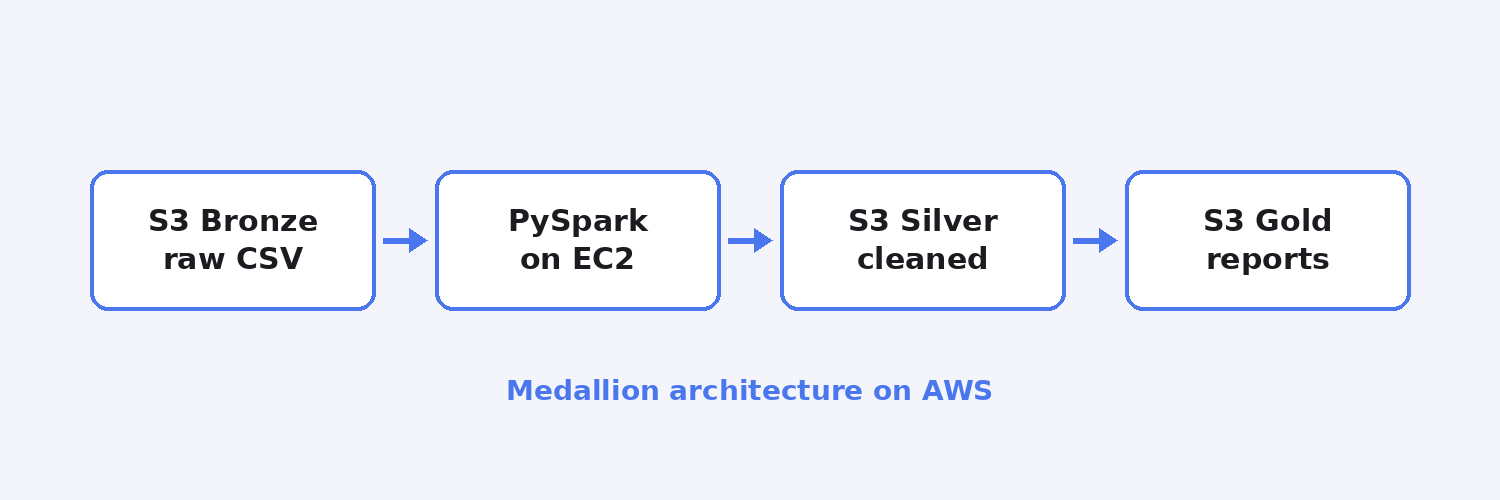 S3 Bronze
raw CSV
PySpark
on EC2
S3 Silver
cleaned
S3 Gold
reports
Medallion architecture on AWS